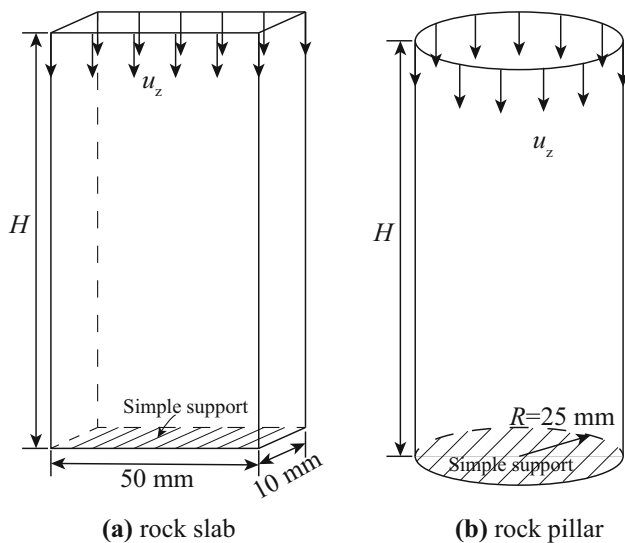 u_z
H
Simple support
50 mm
10 mm
(a) rock slab
u_z
H
R=25 mm
Simple support
(b) rock pillar